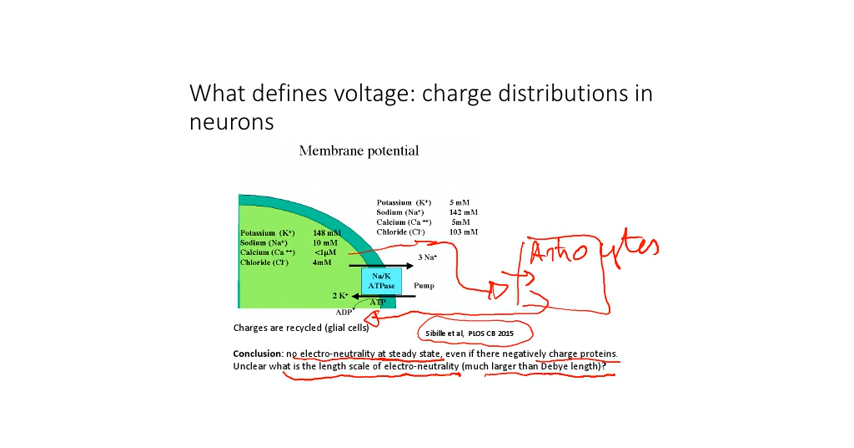 What defines voltage: charge distributions in
neurons
Membrane potential
Potassium (K⁺) 5 mM
Sodium (Na⁺) 142 mM
Calcium (Ca ⁺⁺) 5mM
Chloride (Cl⁻) 103 mM
Potassium (K⁺) 148 mM
Sodium (Na⁺) 10 mM
Calcium (Ca ⁺⁺) <1μM
Chloride (Cl⁻) 4mM
3 Na⁺
Na/K
ATPase
Pump
2 K⁺
ATP
ADP
Charges are recycled (glial cells)
Sibille et al, PLOS CB 2015
Conclusion: no electro-neutrality at steady state, even if there negatively charge proteins.
Unclear what is the length scale of electro-neutrality (much larger than Debye length)?